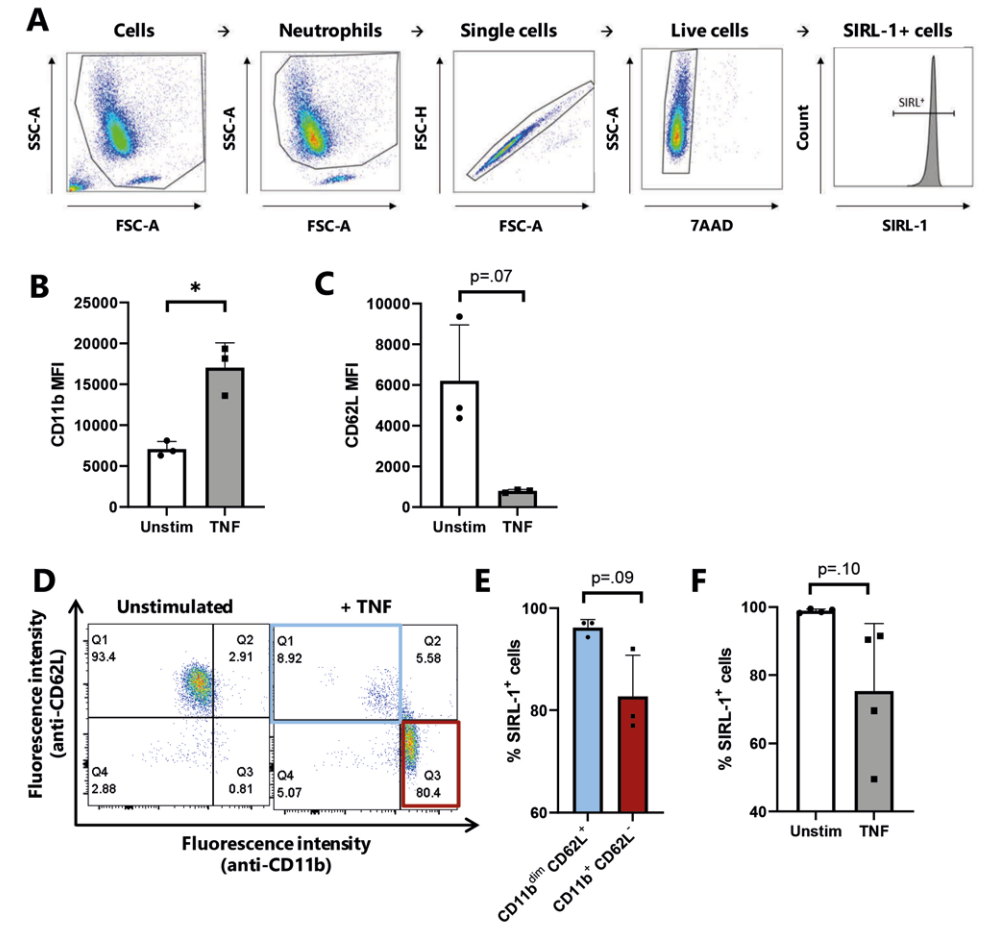 A
Cells → Neutrophils → Single cells → Live cells → SIRL-1+ cells
SSC-A
FSC-A
SSC-A
FSC-A
FSC-H
FSC-A
SSC-A
7AAD
Count
SIRL⁺
SIRL-1
B
CD11b MFI
25000
20000
15000
10000
5000
0
*
Unstim TNF
C
CD62L MFI
10000
8000
6000
4000
2000
0
p=.07
Unstim TNF
D
Fluorescence intensity
(anti-CD62L)
Unstimulated
Q1
93.4
Q2
2.91
Q4
2.88
Q3
0.81
+ TNF
Q1
8.92
Q2
5.58
Q4
5.07
Q3
80.4
Fluorescence intensity
(anti-CD11b)
E
% SIRL-1⁺ cells
100
80
60
p=.09
CD11b^dim CD62L⁺
CD11b⁺ CD62L⁻
F
% SIRL-1⁺ cells
100
80
60
40
p=.10
Unstim TNF